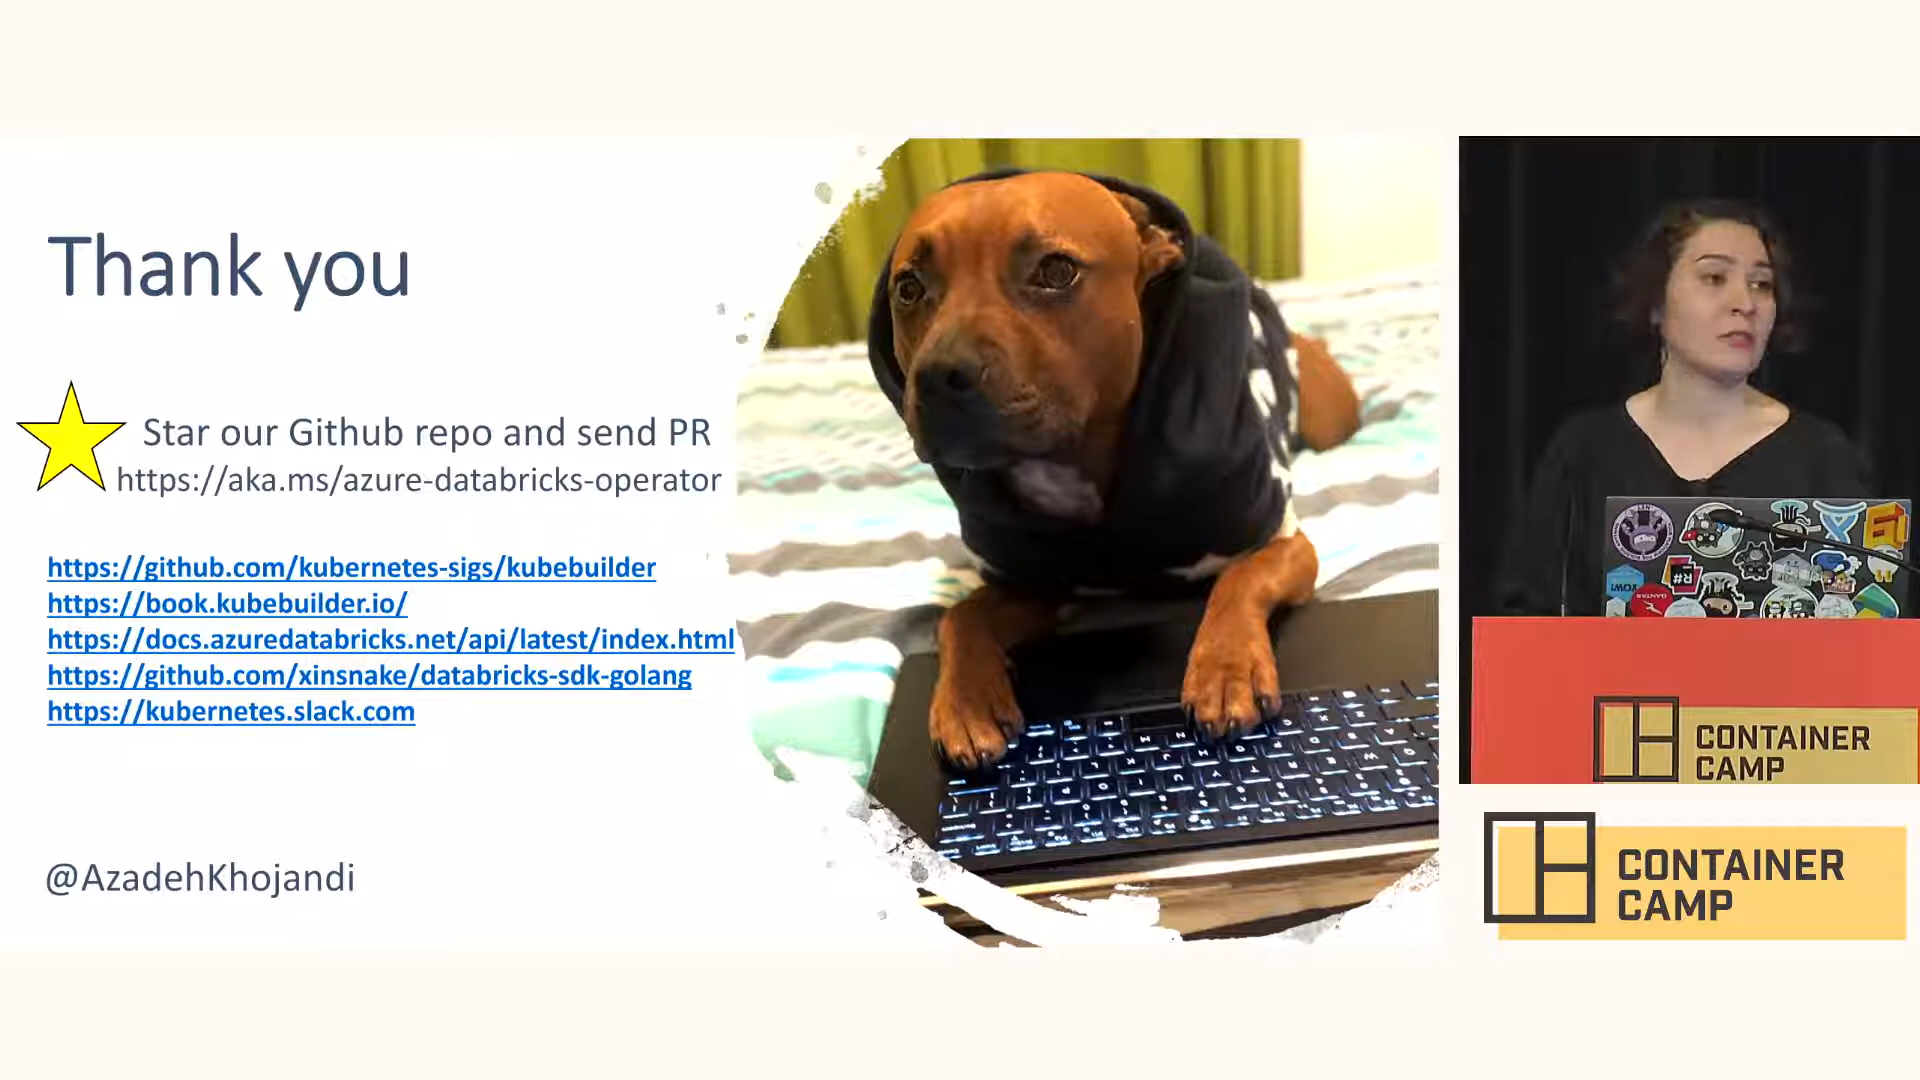 Thank you
Star our Github repo and send PR
https://aka.ms/azure-databricks-operator
https://github.com/kubernetes-sigs/kubebuilder
https://book.kubebuilder.io/
https://docs.azuredatabricks.net/api/latest/index.html
https://github.com/xinsnake/databricks-sdk-golang
https://kubernetes.slack.com
@AzadehKhojandi
CONTAINER
CAMP
CONTAINER
CAMP